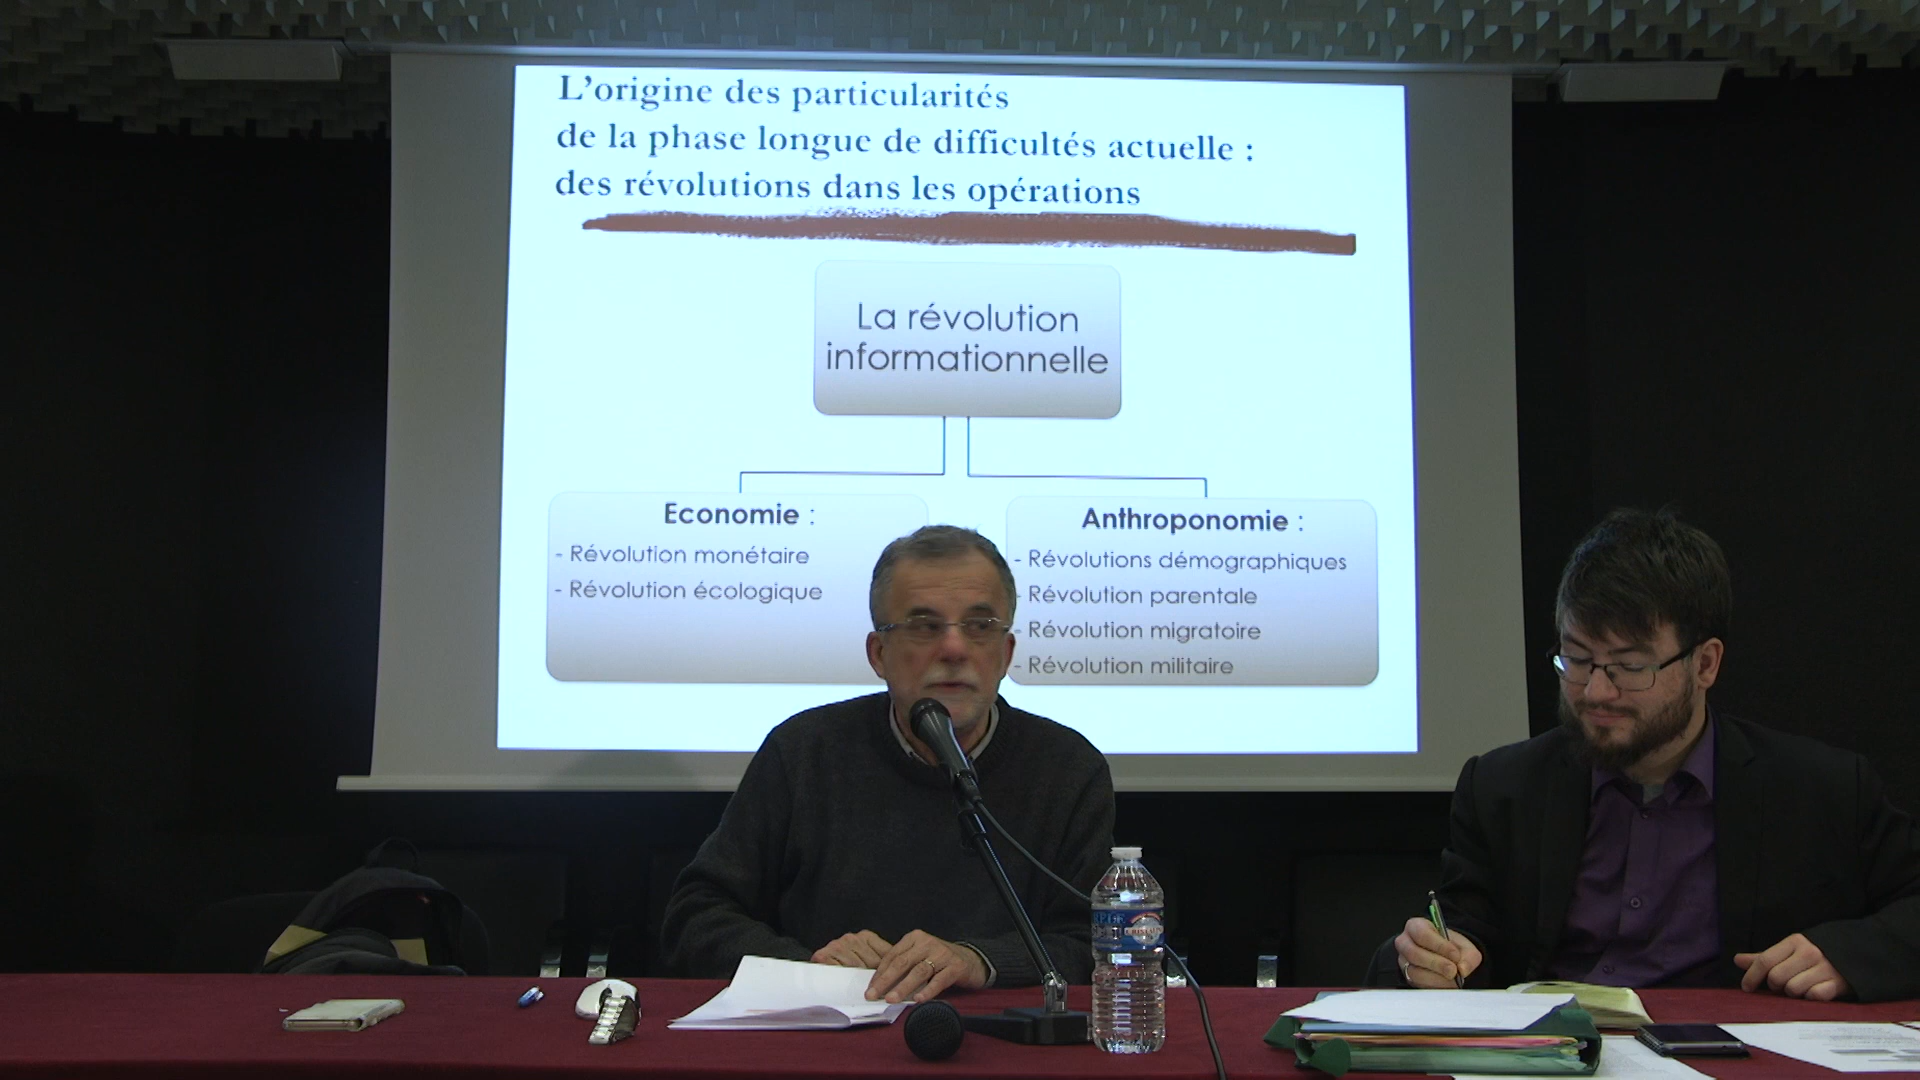 L'origine des particularités
de la phase longue de difficultés actuelle :
des révolutions dans les opérations
La révolution
informationnelle
Economie :
- Révolution monétaire
- Révolution écologique
Anthroponomie :
- Révolutions démographiques
- Révolution parentale
- Révolution migratoire
- Révolution militaire